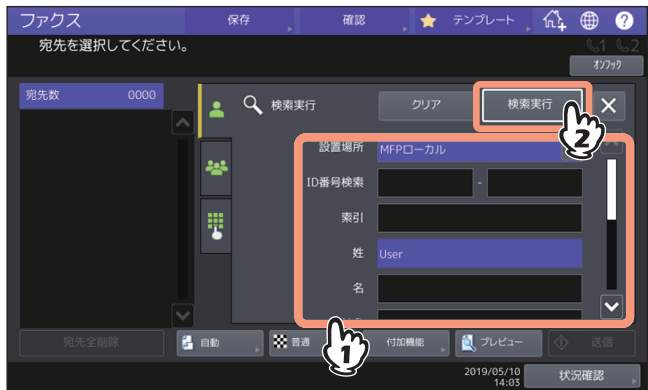 ファクス 保存 確認 テンプレート ?
宛先を選択してください。 1 2
オンフック
宛先数 0000
検索実行 クリア 検索実行
2
設置場所 MFPローカル
ID番号検索 -
索引
姓 User
名
1
宛先全削除 自動 普通 付加機能 プレビュー 送信
2019/05/10
14:03
状況確認